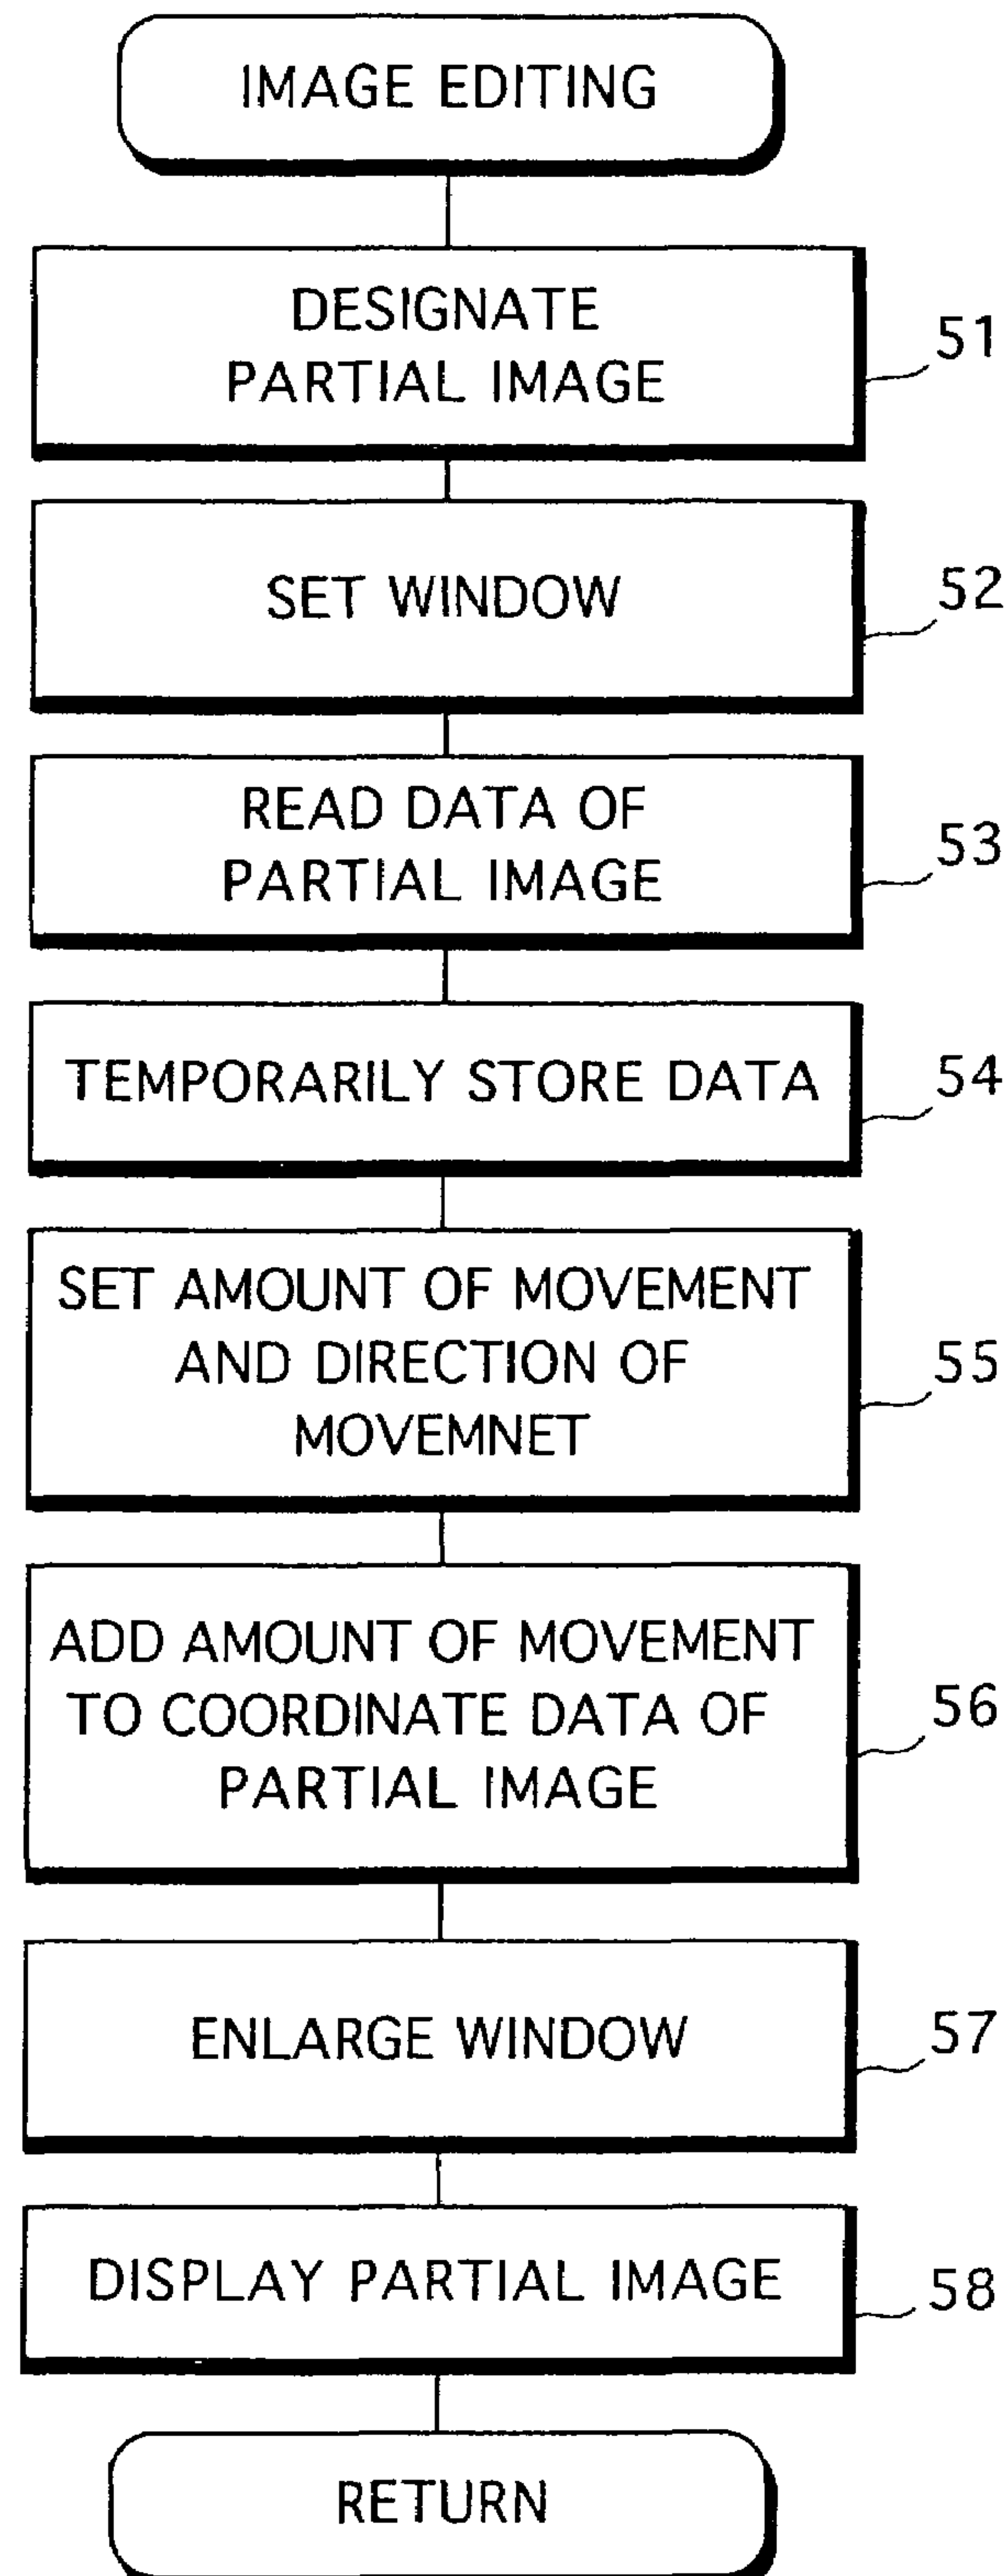 IMAGE EDITING
DESIGNATE
PARTIAL IMAGE
51
SET WINDOW
52
READ DATA OF
PARTIAL IMAGE
53
TEMPORARILY STORE DATA
54
SET AMOUNT OF MOVEMENT
AND DIRECTION OF
MOVEMNET
55
ADD AMOUNT OF MOVEMENT
TO COORDINATE DATA OF
PARTIAL IMAGE
56
ENLARGE WINDOW
57
DISPLAY PARTIAL IMAGE
58
RETURN